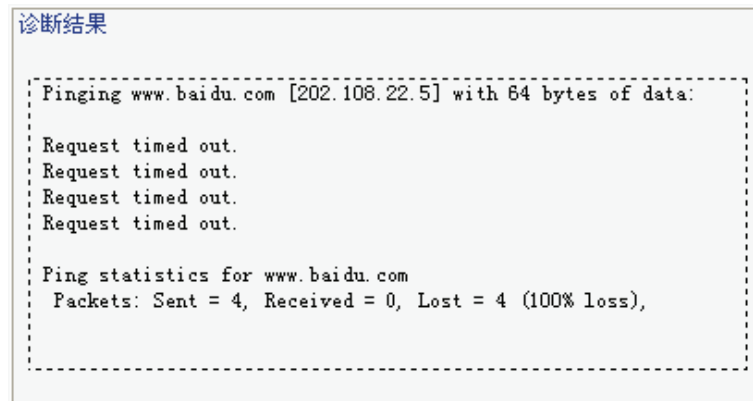 诊断结果
Pinging www.baidu.com [202.108.22.5] with 64 bytes of data:
Request timed out.
Request timed out.
Request timed out.
Request timed out.
Ping statistics for www.baidu.com
Packets: Sent = 4, Received = 0, Lost = 4 (100% loss),